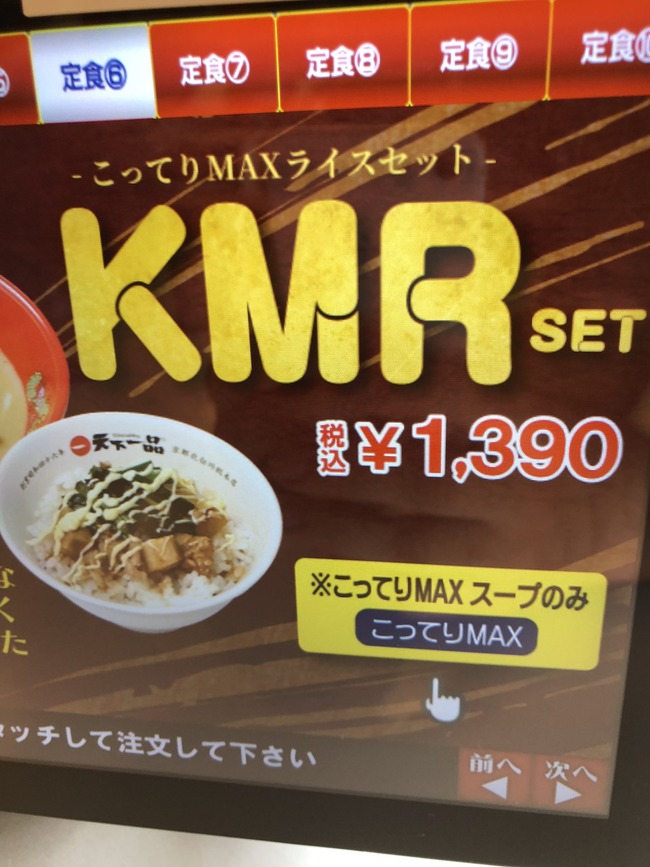 定食⑥ 定食⑦ 定食⑧ 定食⑨ 定食
-こってりMAXライスセット-
KMR SET
税込 ¥1,390
天下一品
※こってりMAX スープのみ
こってりMAX
な
く
た
タッチして注文して下さい
前へ 次へ